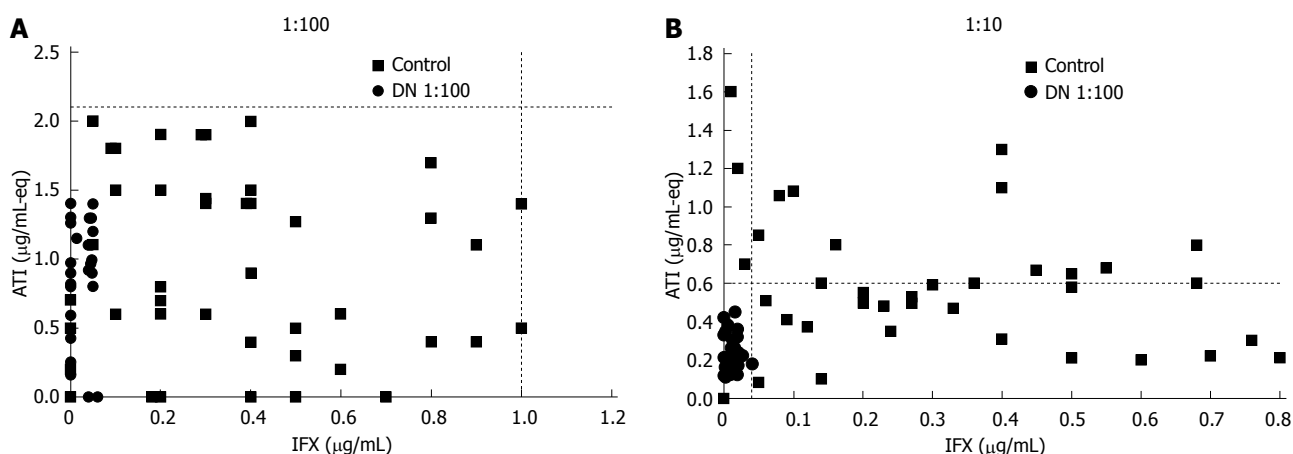 A
1:100
2.5
2.0
1.5
1.0
0.5
0.0
ATI (μg/mL-eq)
Control
DN 1:100
0 0.2 0.4 0.6 0.8 1.0 1.2
IFX (μg/mL)
B
1:10
1.8
1.6
1.4
1.2
1.0
0.8
0.6
0.4
0.2
0.0
ATI (μg/mL-eq)
Control
DN 1:100
0 0.1 0.2 0.3 0.4 0.5 0.6 0.7 0.8
IFX (μg/mL)